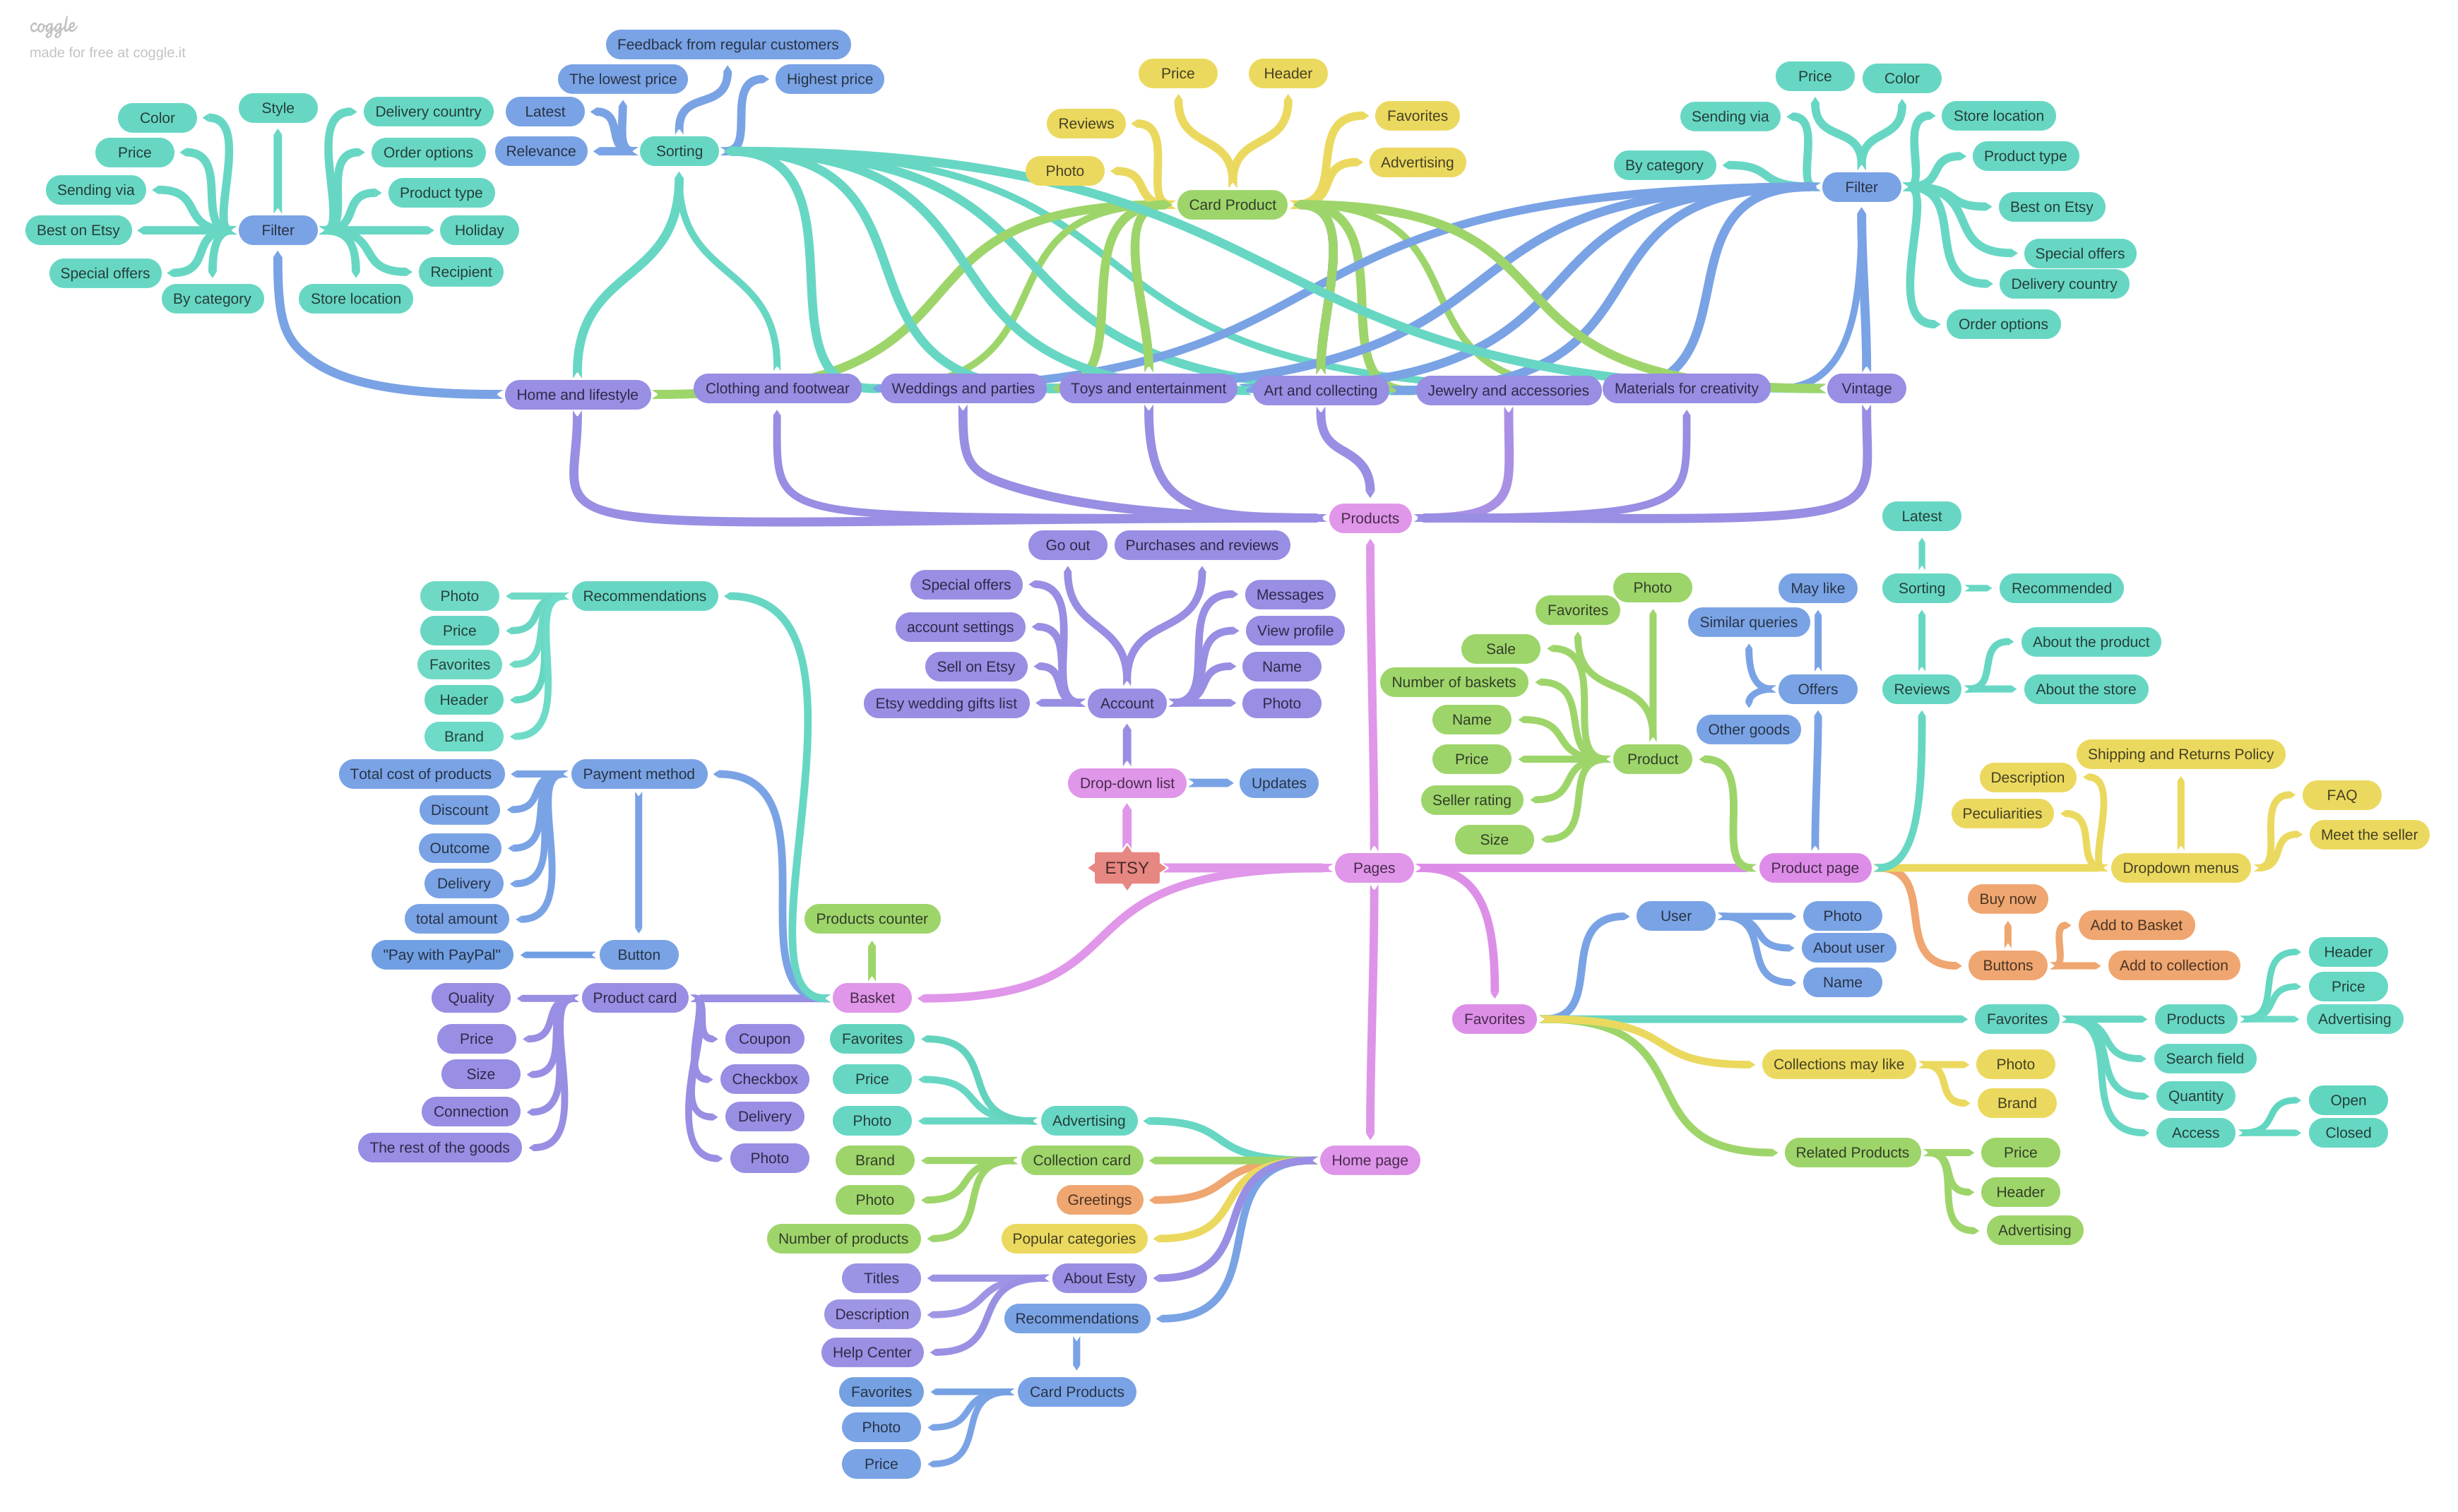 coggle
made for free at coggle.it
Feedback from regular customers
The lowest price
Highest price
Latest
Relevance
Sorting
Style
Color
Price
Sending via
Best on Etsy
Special offers
By category
Filter
Delivery country
Order options
Product type
Holiday
Recipient
Store location
Price
Header
Reviews
Photo
Favorites
Advertising
Card Product
Price
Color
Sending via
By category
Filter
Store location
Product type
Best on Etsy
Special offers
Delivery country
Order options
Home and lifestyle
Clothing and footwear
Weddings and parties
Toys and entertainment
Art and collecting
Jewelry and accessories
Materials for creativity
Vintage
Products
Go out
Purchases and reviews
Special offers
account settings
Sell on Etsy
Etsy wedding gifts list
Account
Messages
View profile
Name
Photo
Drop-down list
Updates
ETSY
Pages
Photo
Price
Favorites
Header
Brand
Recommendations
Total cost of products
Discount
Outcome
Delivery
total amount
Payment method
"Pay with PayPal"
Button
Products counter
Basket
Quality
Price
Size
Connection
The rest of the goods
Product card
Coupon
Checkbox
Delivery
Photo
Photo
Favorites
Sale
Number of baskets
Name
Price
Seller rating
Size
Product
May like
Similar queries
Offers
Other goods
Latest
Sorting
Recommended
Reviews
About the product
About the store
Product page
Shipping and Returns Policy
Description
Peculiarities
Dropdown menus
FAQ
Meet the seller
Buy now
Buttons
Add to Basket
Add to collection
Favorites
User
Photo
About user
Name
Favorites
Products
Header
Price
Advertising
Search field
Quantity
Access
Open
Closed
Collections may like
Photo
Brand
Related Products
Price
Header
Advertising
Home page
Favorites
Price
Photo
Advertising
Brand
Photo
Number of products
Collection card
Greetings
Popular categories
Titles
Description
Help Center
About Esty
Recommendations
Favorites
Photo
Price
Card Products